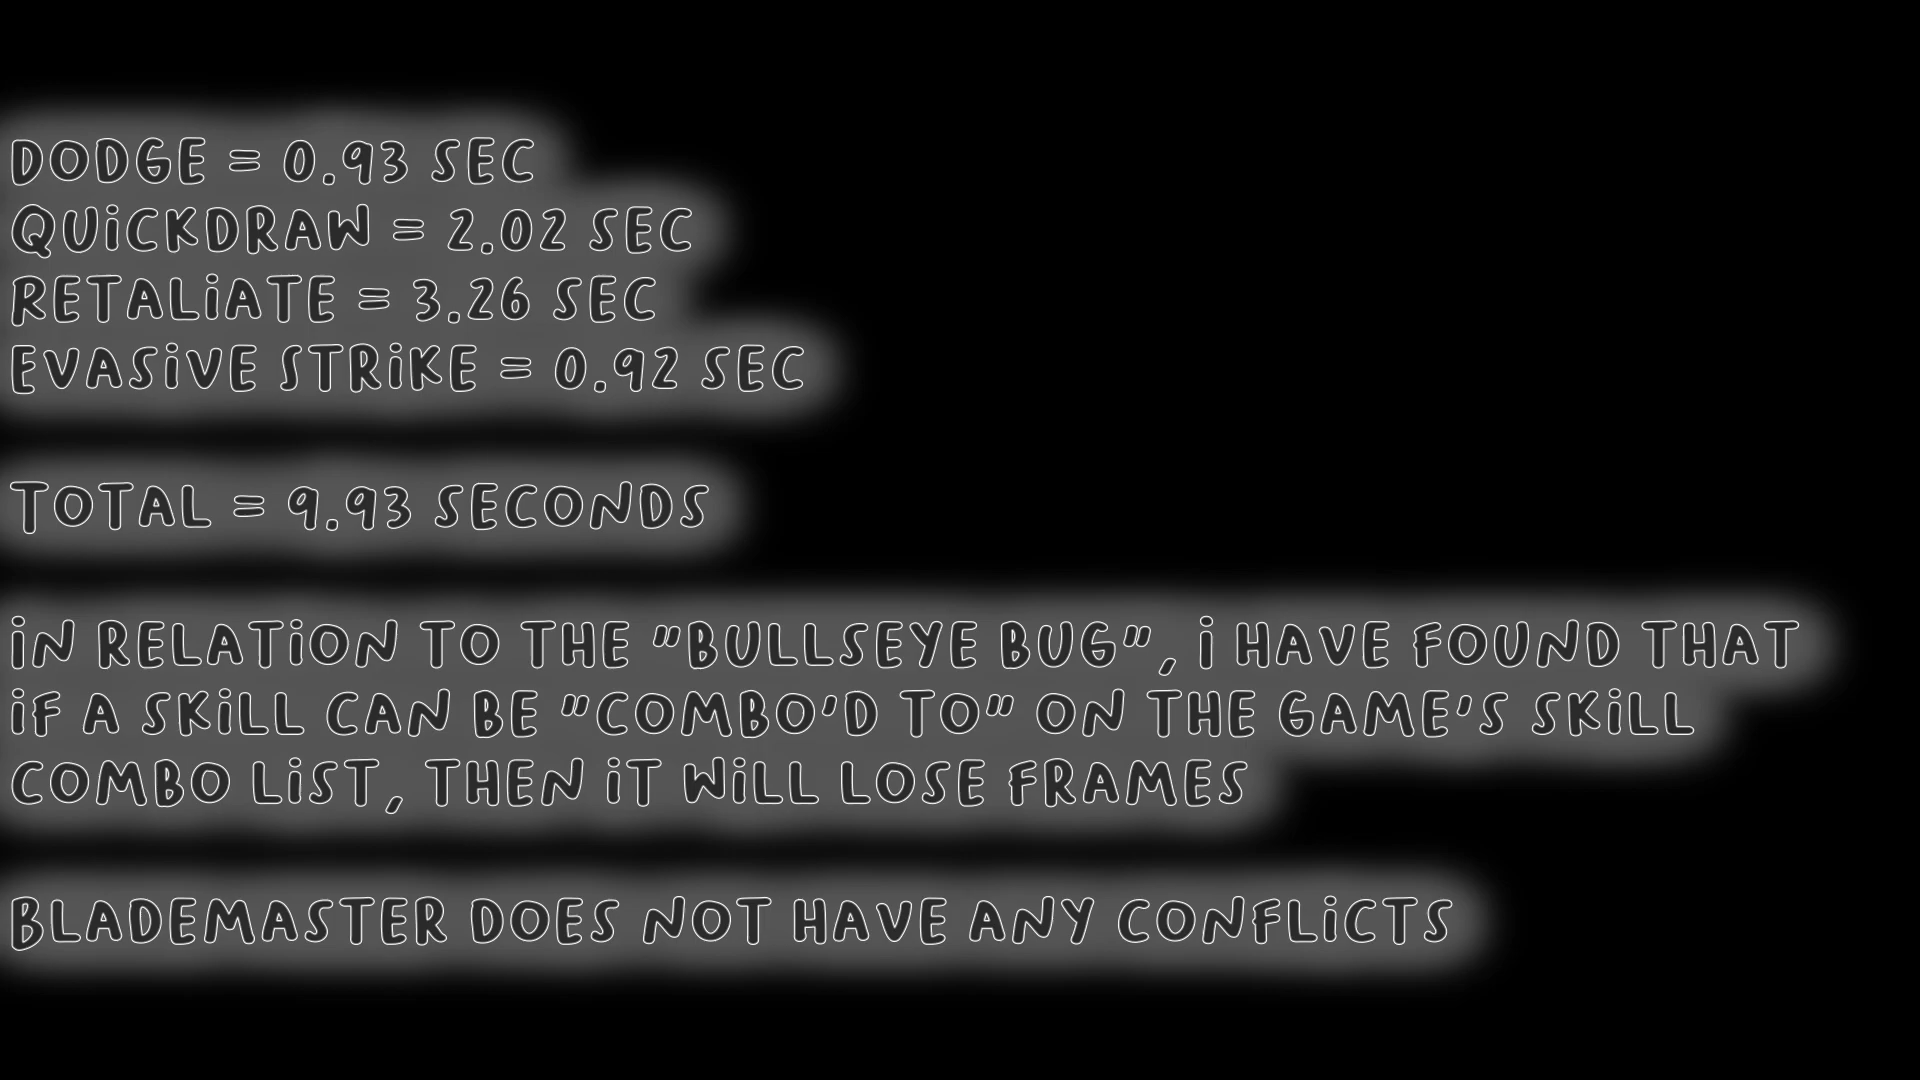 DODGE = 0.93 SEC
QUICKDRAW = 2.02 SEC
RETALIATE = 3.26 SEC
EVASIVE STRIKE = 0.92 SEC
TOTAL = 9.93 SECONDS
IN RELATION TO THE "BULLSEYE BUG", I HAVE FOUND THAT
IF A SKILL CAN BE "COMBO'D TO" ON THE GAME'S SKILL
COMBO LIST, THEN IT WILL LOSE FRAMES
BLADEMASTER DOES NOT HAVE ANY CONFLICTS